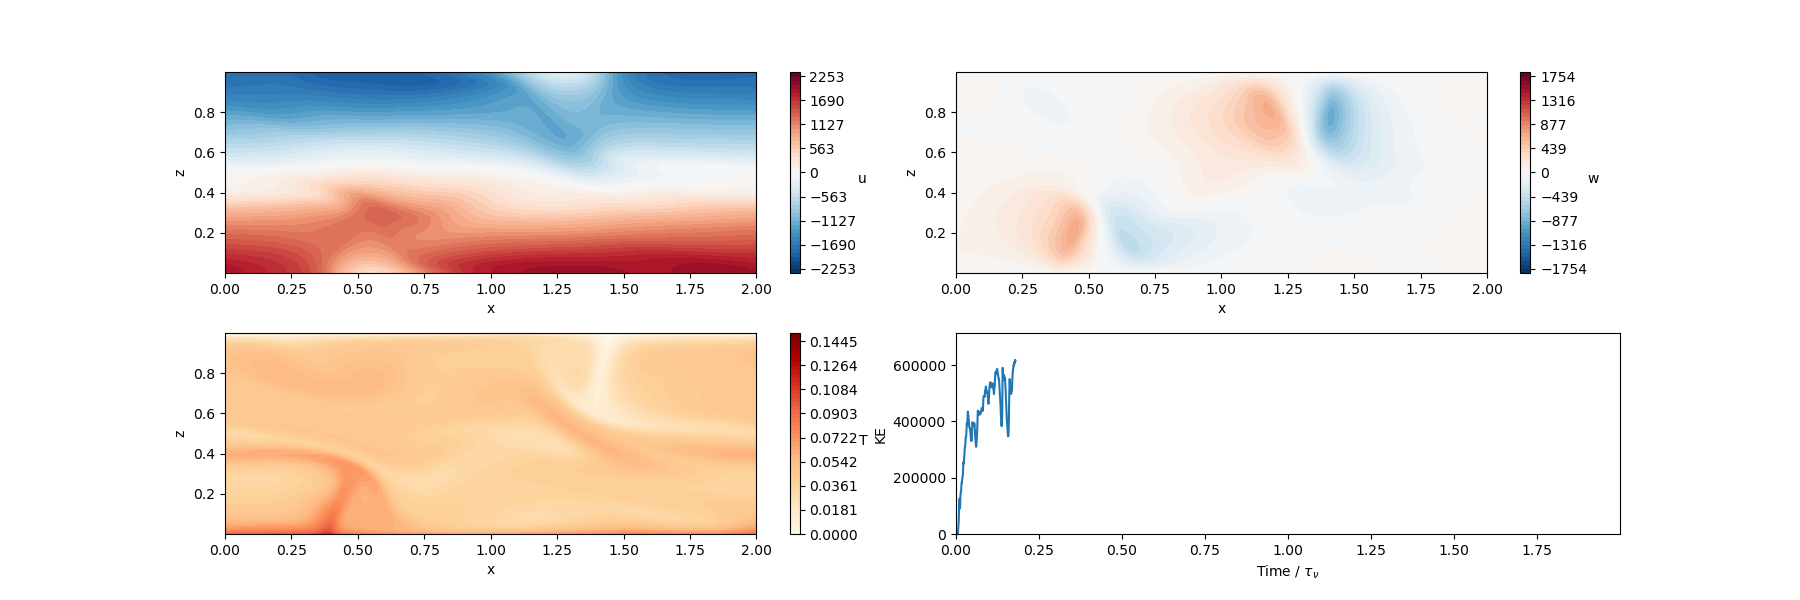 0.8
0.6
0.4
0.2
z
0.00 0.25 0.50 0.75 1.00 1.25 1.50 1.75 2.00
x
2253
1690
1127
563
0
−563
−1127
−1690
−2253
u
0.8
0.6
0.4
0.2
z
0.00 0.25 0.50 0.75 1.00 1.25 1.50 1.75 2.00
x
1754
1316
877
439
0
−439
−877
−1316
−1754
w
0.8
0.6
0.4
0.2
z
0.00 0.25 0.50 0.75 1.00 1.25 1.50 1.75 2.00
x
0.1445
0.1264
0.1084
0.0903
0.0722
0.0542
0.0361
0.0181
0.0000
T
KE
600000
400000
200000
0
0.00 0.25 0.50 0.75 1.00 1.25 1.50 1.75
Time / τν